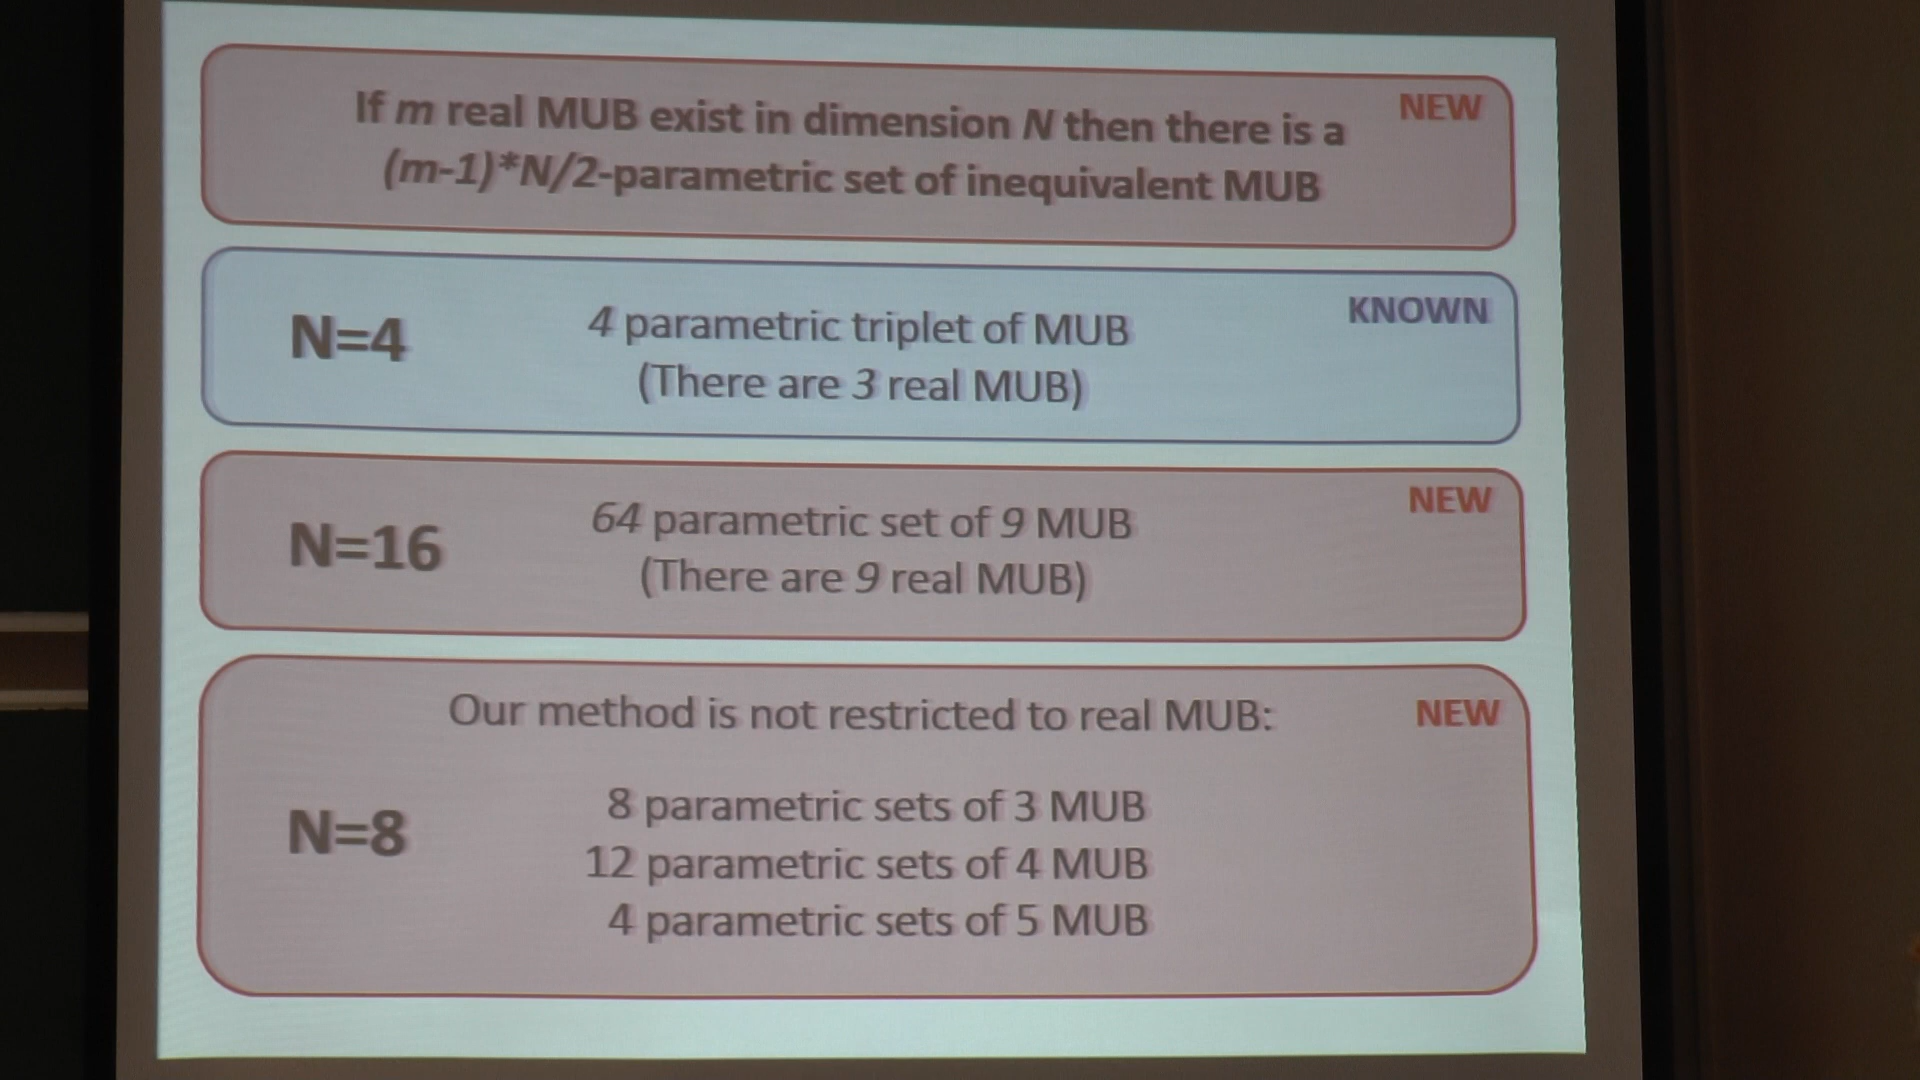 If m real MUB exist in dimension N then there is a
NEW
(m-1)*N/2-parametric set of inequivalent MUB
KNOWN
N=4
4 parametric triplet of MUB
(There are 3 real MUB)
NEW
N=16
64 parametric set of 9 MUB
(There are 9 real MUB)
Our method is not restricted to real MUB:
NEW
N=8
8 parametric sets of 3 MUB
12 parametric sets of 4 MUB
4 parametric sets of 5 MUB